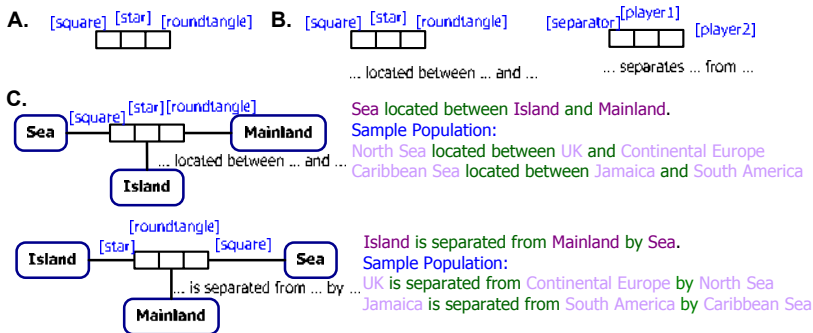 A.
[square] [star] [roundtangle]
B.
[square] [star] [roundtangle]
... located between ... and ...
[separator] [player1] [player2]
... separates ... from ...
C.
[square] [star] [roundtangle]
Sea
Mainland
... located between ... and ...
Island
Sea located between Island and Mainland.
Sample Population:
North Sea located between UK and Continental Europe
Caribbean Sea located between Jamaica and South America
[roundtangle]
[star] [square]
Island
Sea
... is separated from ... by ...
Mainland
Island is separated from Mainland by Sea.
Sample Population:
UK is separated from Continental Europe by North Sea
Jamaica is separated from South America by Caribbean Sea